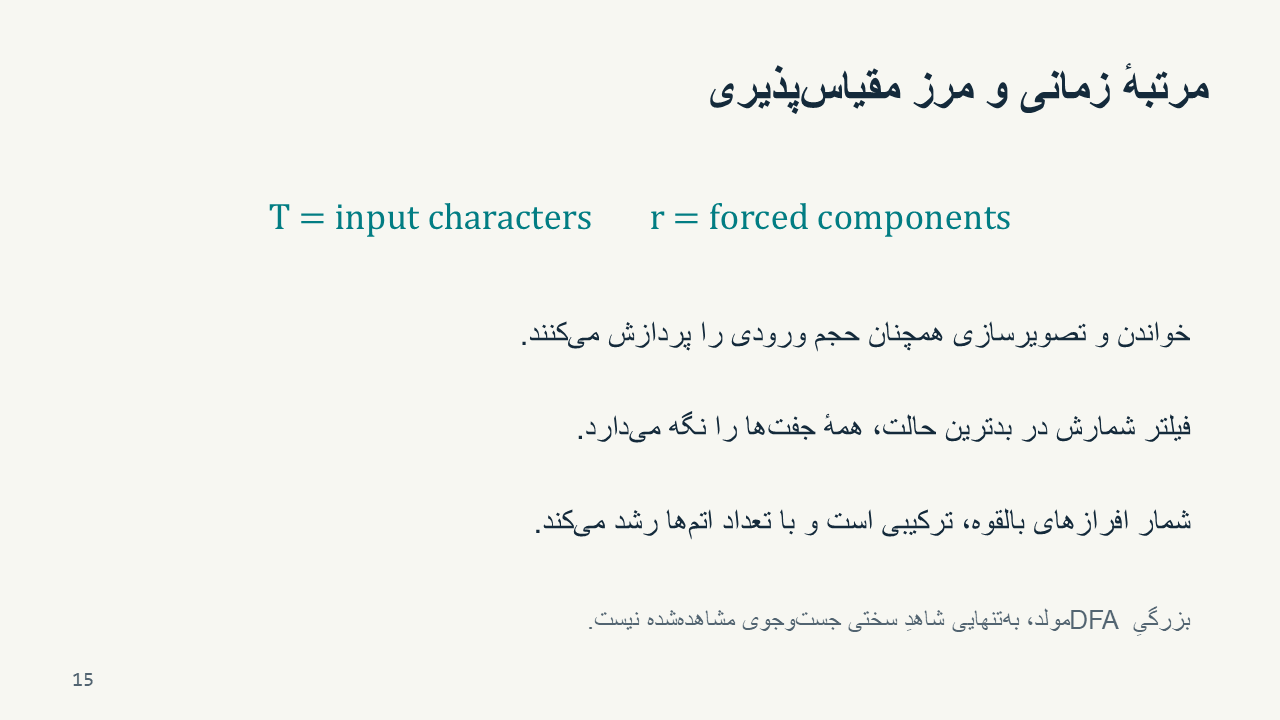 مرتبهٔ زمانی و مرز مقیاس‌پذیری
T = input characters r = forced components
خواندن و تصویرسازی همچنان حجم ورودی را پردازش می‌کنند.
فیلتر شمارش در بدترین حالت، همهٔ جفت‌ها را نگه می‌دارد.
شمار افرازهای بالقوه، ترکیبی است و با تعداد اتم‌ها رشد می‌کند.
بزرگیِ DFA مولد، به‌تنهایی شاهدِ سختی جست‌وجوی مشاهده‌شده نیست.
15